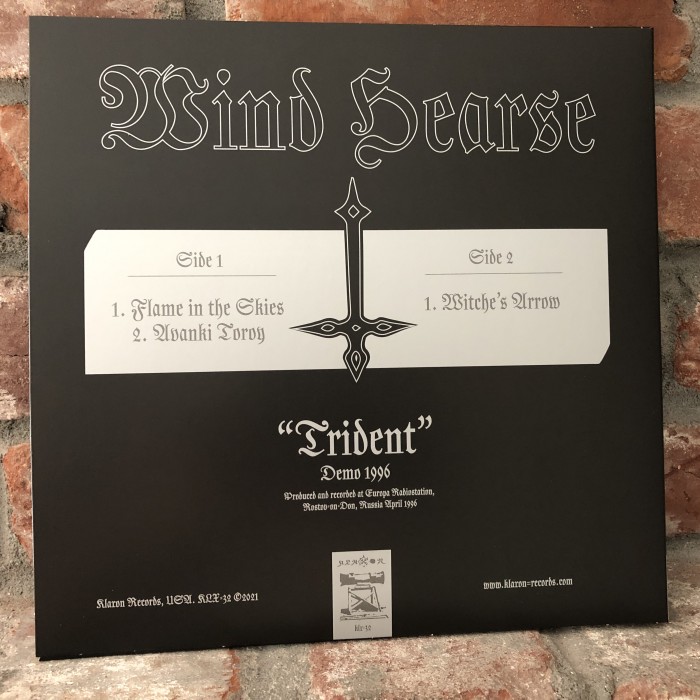 Wind Hearse
Side 1
1. Flame in the Skies
2. Avanki Toroy
Side 2
1. Witche's Arrow
"Trident"
Demo 1996
Produced and recorded at Europa Radiostation,
Rostov-on-Don, Russia April 1996
Klaxon Records, USA. KLX-32 ©2021
KLAXON
klx-32
www.klaxon-records.com